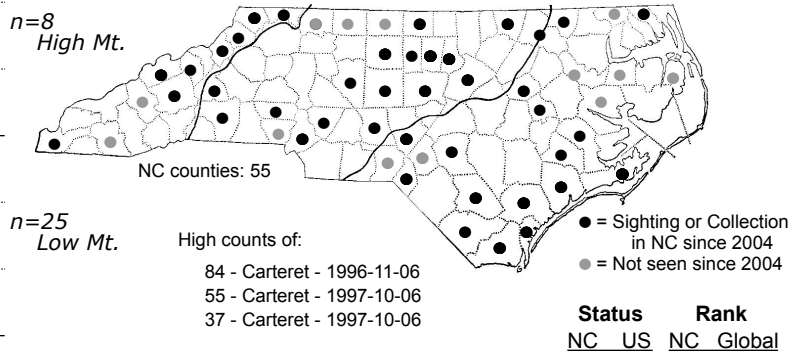 n=8
High Mt.
NC counties: 55
n=25
Low Mt.
High counts of:
84 - Carteret - 1996-11-06
55 - Carteret - 1997-10-06
37 - Carteret - 1997-10-06
= Sighting or Collection
in NC since 2004
= Not seen since 2004
Status Rank
NC US NC Global